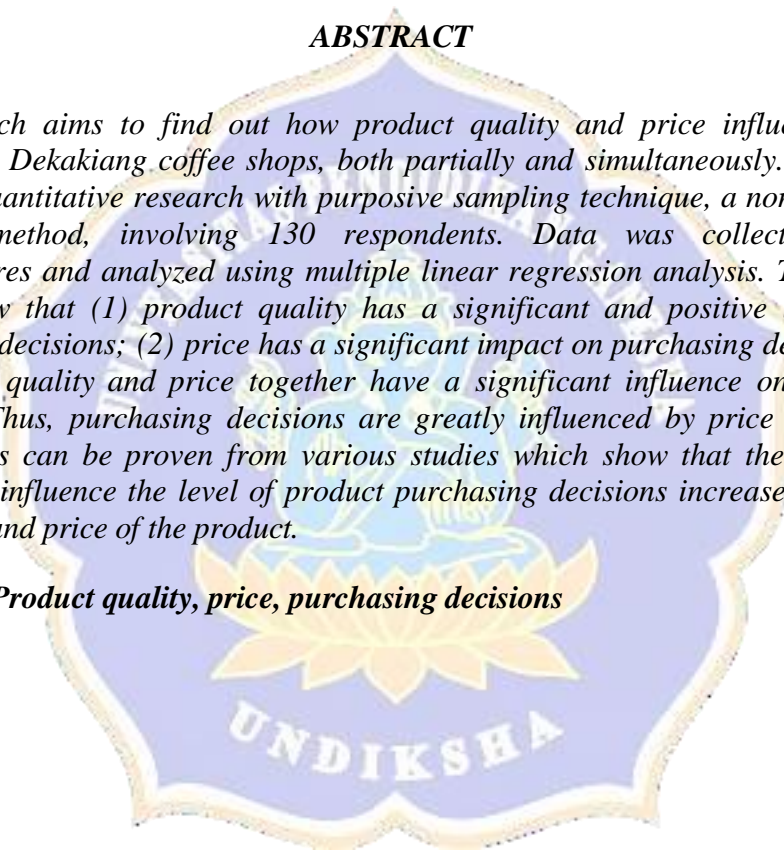 ABSTRACT
ch aims to find out how product quality and price influ
Dekakiang coffee shops, both partially and simultaneously.
uantitative research with purposive sampling technique, a nor
method, involving 130 respondents. Data was collect
res and analyzed using multiple linear regression analysis. T
w that (1) product quality has a significant and positive
decisions; (2) price has a significant impact on purchasing de
quality and price together have a significant influence on
Thus, purchasing decisions are greatly influenced by price
s can be proven from various studies which show that the
influence the level of product purchasing decisions increase
and price of the product.
Product quality, price, purchasing decisions
UNIVERSITAS PENDIDIKAN GANESHA
UNDIKSHA